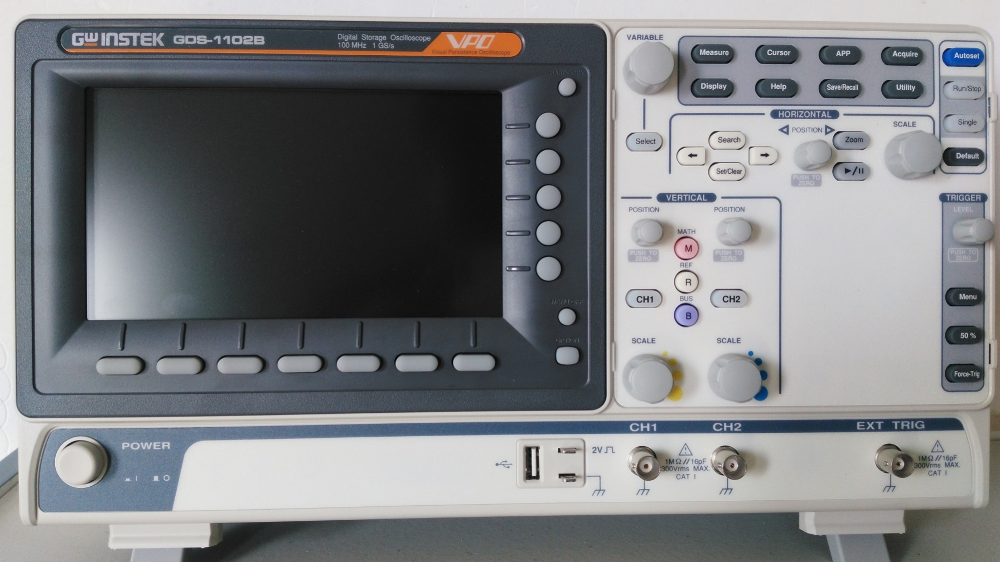 GW INSTEK GDS-1102B
Digital Storage Oscilloscope
100 MHz 1 GS/s
VPO
Visual Persistence Oscilloscope
HARDCOPY
MENU OFF
OPTION
VARIABLE
Select
Measure
Cursor
APP
Acquire
Display
Help
Save/Recall
Utility
Autoset
Run/Stop
Single
Default
HORIZONTAL
Search
←
→
Set/Clear
POSITION
PUSH TO
ZERO
Zoom
►/II
SCALE
VERTICAL
POSITION
PUSH TO
ZERO
POSITION
PUSH TO
ZERO
MATH
M
REF
R
BUS
B
CH1
CH2
SCALE
SCALE
TRIGGER
LEVEL
PUSH TO
ZERO
Menu
50 %
Force-Trig
POWER
2V
CH1
1MΩ//16pF
300Vrms MAX.
CAT I
CH2
EXT TRIG
1MΩ//16pF
300Vrms MAX.
CAT I